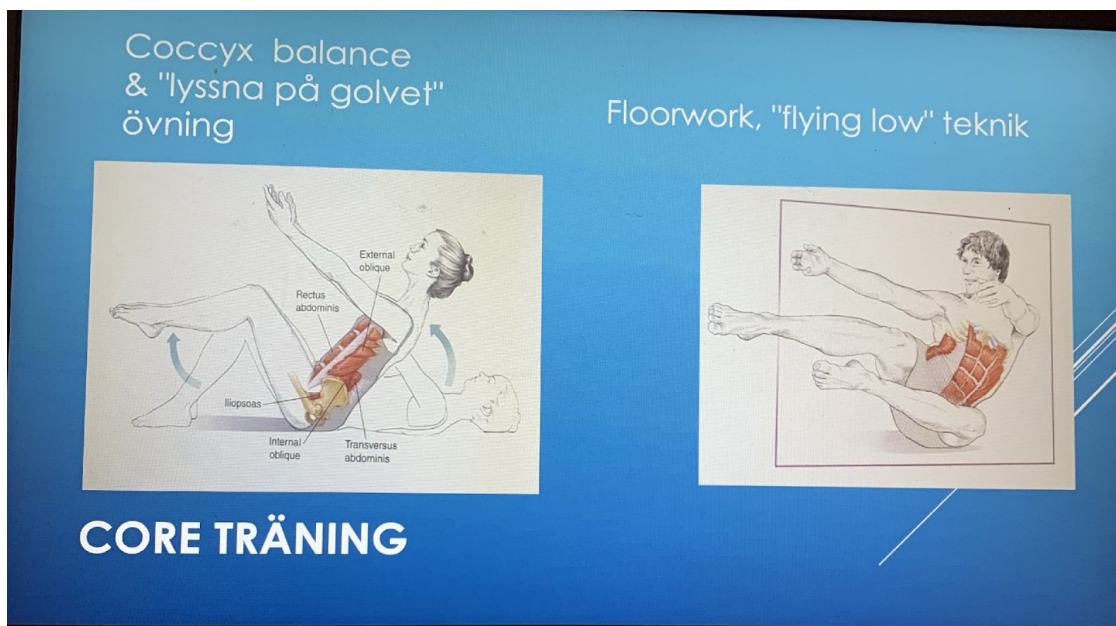 Coccyx balance
& "lyssna på golvet"
övning
Floorwork, "flying low" teknik
External
oblique
Rectus
abdominis
Iliopsoas
Internal
oblique
Transversus
abdominis
CORE TRÄNING